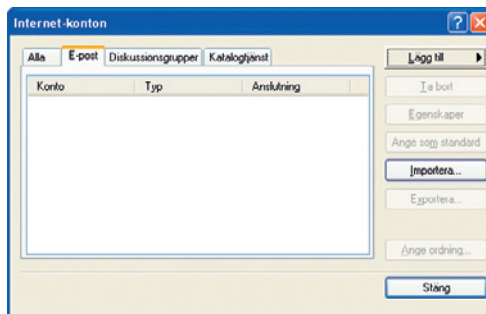 Internet-konton
Alla E-post Diskussionsgrupper Katalogtjänst
Konto Typ Anslutning
Lägg till
Ta bort
Egenskaper
Ange som standard
Importera...
Exportera...
Ange ordning...
Stäng